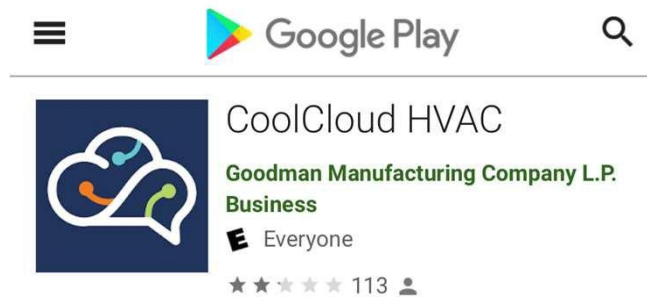 Google Play
CoolCloud HVAC
Goodman Manufacturing Company L.P.
Business
E Everyone
113